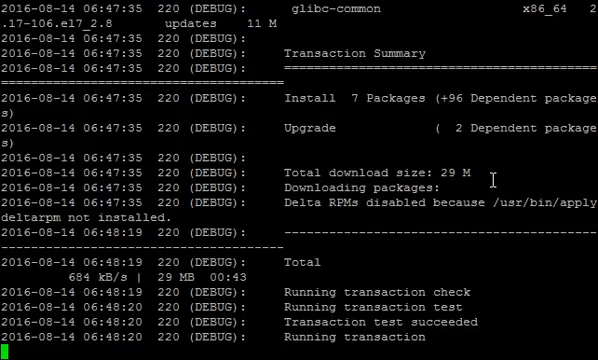 2016-08-14 06:47:35  220 (DEBUG):     glibc-common        x86_64   2
.17-106.el7_2.8       updates    11 M
2016-08-14 06:47:35  220 (DEBUG):
2016-08-14 06:47:35  220 (DEBUG):    Transaction Summary
2016-08-14 06:47:35  220 (DEBUG):    ==========================================
======================================
2016-08-14 06:47:35  220 (DEBUG):    Install  7 Packages (+96 Dependent package
s)
2016-08-14 06:47:35  220 (DEBUG):    Upgrade             (  2 Dependent package
s)
2016-08-14 06:47:35  220 (DEBUG):
2016-08-14 06:47:35  220 (DEBUG):    Total download size: 29 M
2016-08-14 06:47:35  220 (DEBUG):    Downloading packages:
2016-08-14 06:47:35  220 (DEBUG):    Delta RPMs disabled because /usr/bin/apply
deltarpm not installed.
2016-08-14 06:48:19  220 (DEBUG):    ------------------------------------------
--------------------------------------
2016-08-14 06:48:19  220 (DEBUG):    Total
         684 kB/s |  29 MB  00:43
2016-08-14 06:48:19  220 (DEBUG):    Running transaction check
2016-08-14 06:48:20  220 (DEBUG):    Running transaction test
2016-08-14 06:48:20  220 (DEBUG):    Transaction test succeeded
2016-08-14 06:48:20  220 (DEBUG):    Running transaction